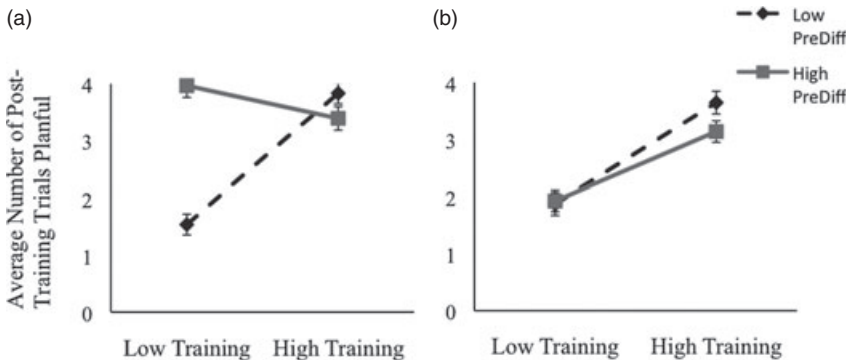 (a)
(b)
Low
PreDiff
High
PreDiff
Average Number of Post-
Training Trials Planful
4
3
2
1
0
Low Training High Training
4
3
2
1
0
Low Training High Training